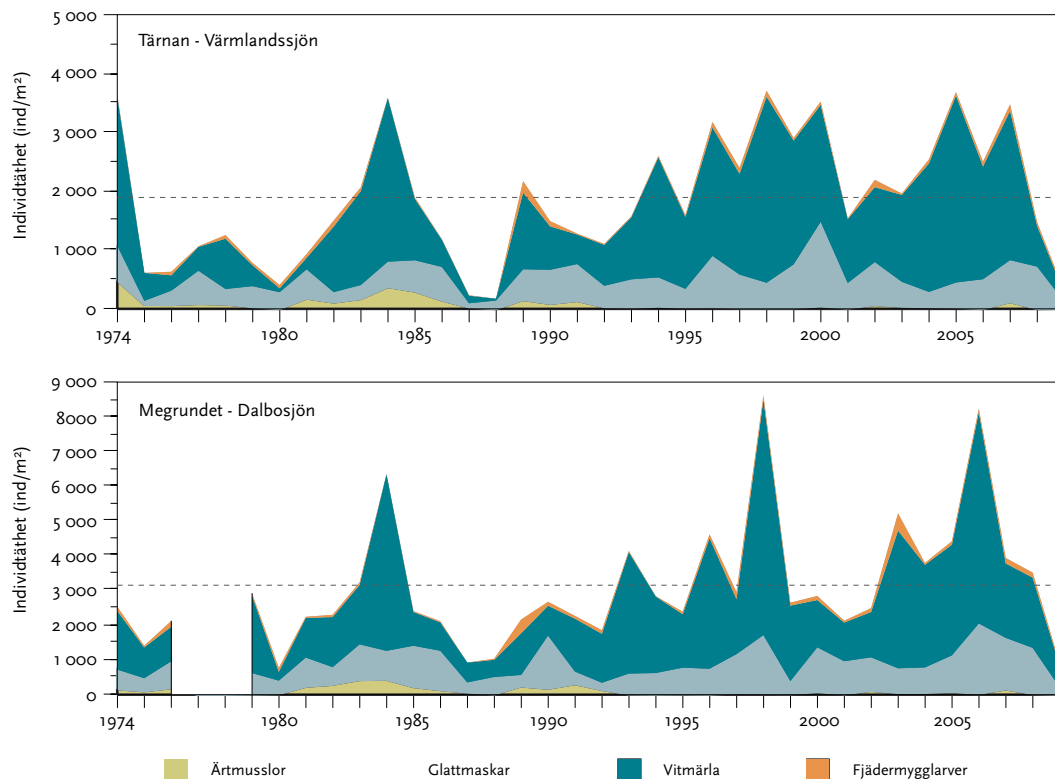 5 000
Tärnan - Värmlandssjön
4 000
3 000
2 000
1 000
0
Individtäthet (ind/m²)
1974 1980 1985 1990 1995 2000 2005
9 000
Megrundet - Dalbosjön
8000
7 000
6 000
5 000
4 000
3 000
2 000
1 000
0
Individtäthet (ind/m²)
1974 1980 1985 1990 1995 2000 2005
Ärtmusslor Glattmaskar Vitmärla Fjädermygglarver